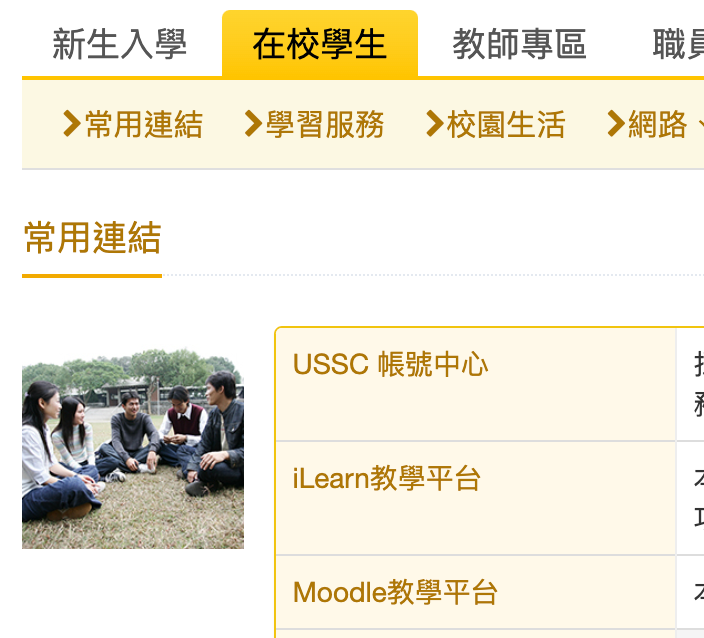 新生入學 在校學生 教師專區 職員
常用連結 學習服務 校園生活 網路
常用連結
USSC 帳號中心
iLearn教學平台
Moodle教學平台